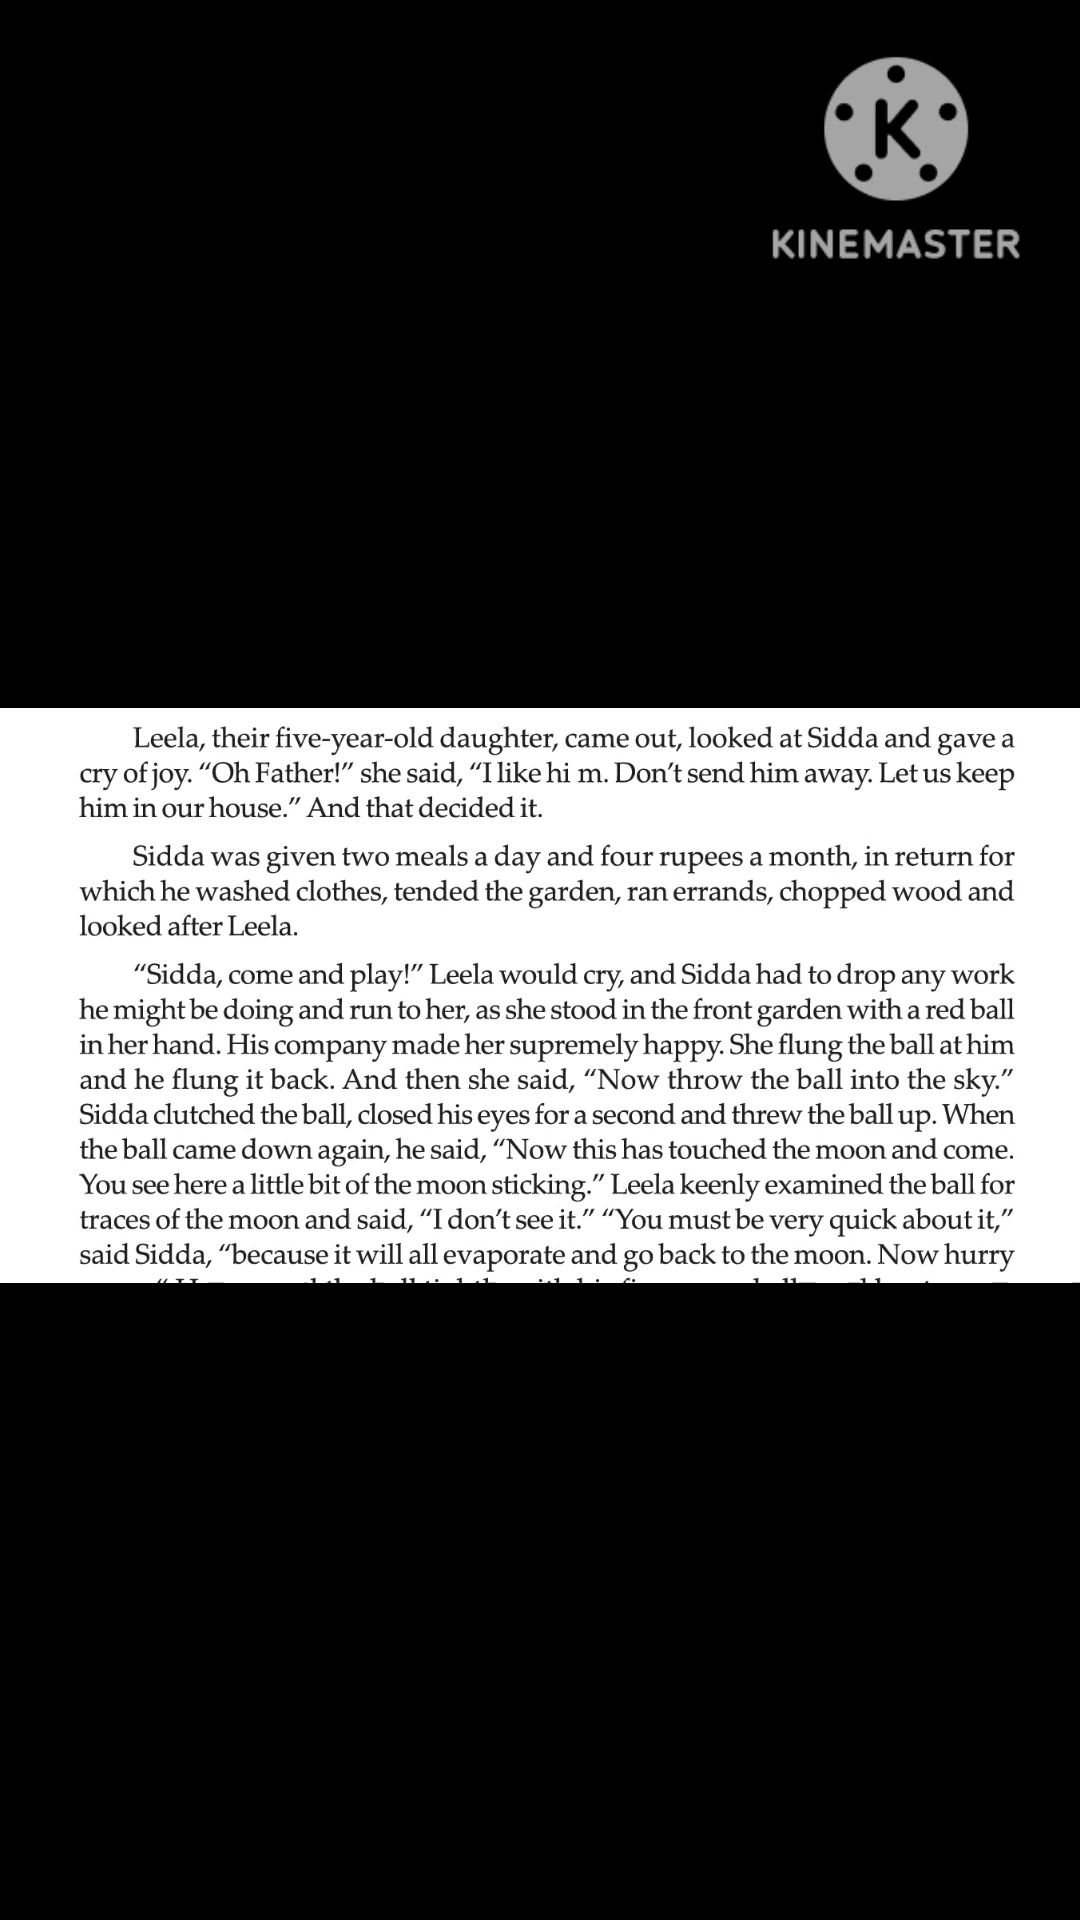 KINEMASTER
Leela, their five-year-old daughter, came out, looked at Sidda and gave a
cry of joy. “Oh Father!” she said, “I like hi m. Don’t send him away. Let us keep
him in our house.” And that decided it.
Sidda was given two meals a day and four rupees a month, in return for
which he washed clothes, tended the garden, ran errands, chopped wood and
looked after Leela.
“Sidda, come and play!” Leela would cry, and Sidda had to drop any work
he might be doing and run to her, as she stood in the front garden with a red ball
in her hand. His company made her supremely happy. She flung the ball at him
and he flung it back. And then she said, “Now throw the ball into the sky.”
Sidda clutched the ball, closed his eyes for a second and threw the ball up. When
the ball came down again, he said, “Now this has touched the moon and come.
You see here a little bit of the moon sticking.” Leela keenly examined the ball for
traces of the moon and said, “I don’t see it.” “You must be very quick about it,”
said Sidda, “because it will all evaporate and go back to the moon. Now hurry